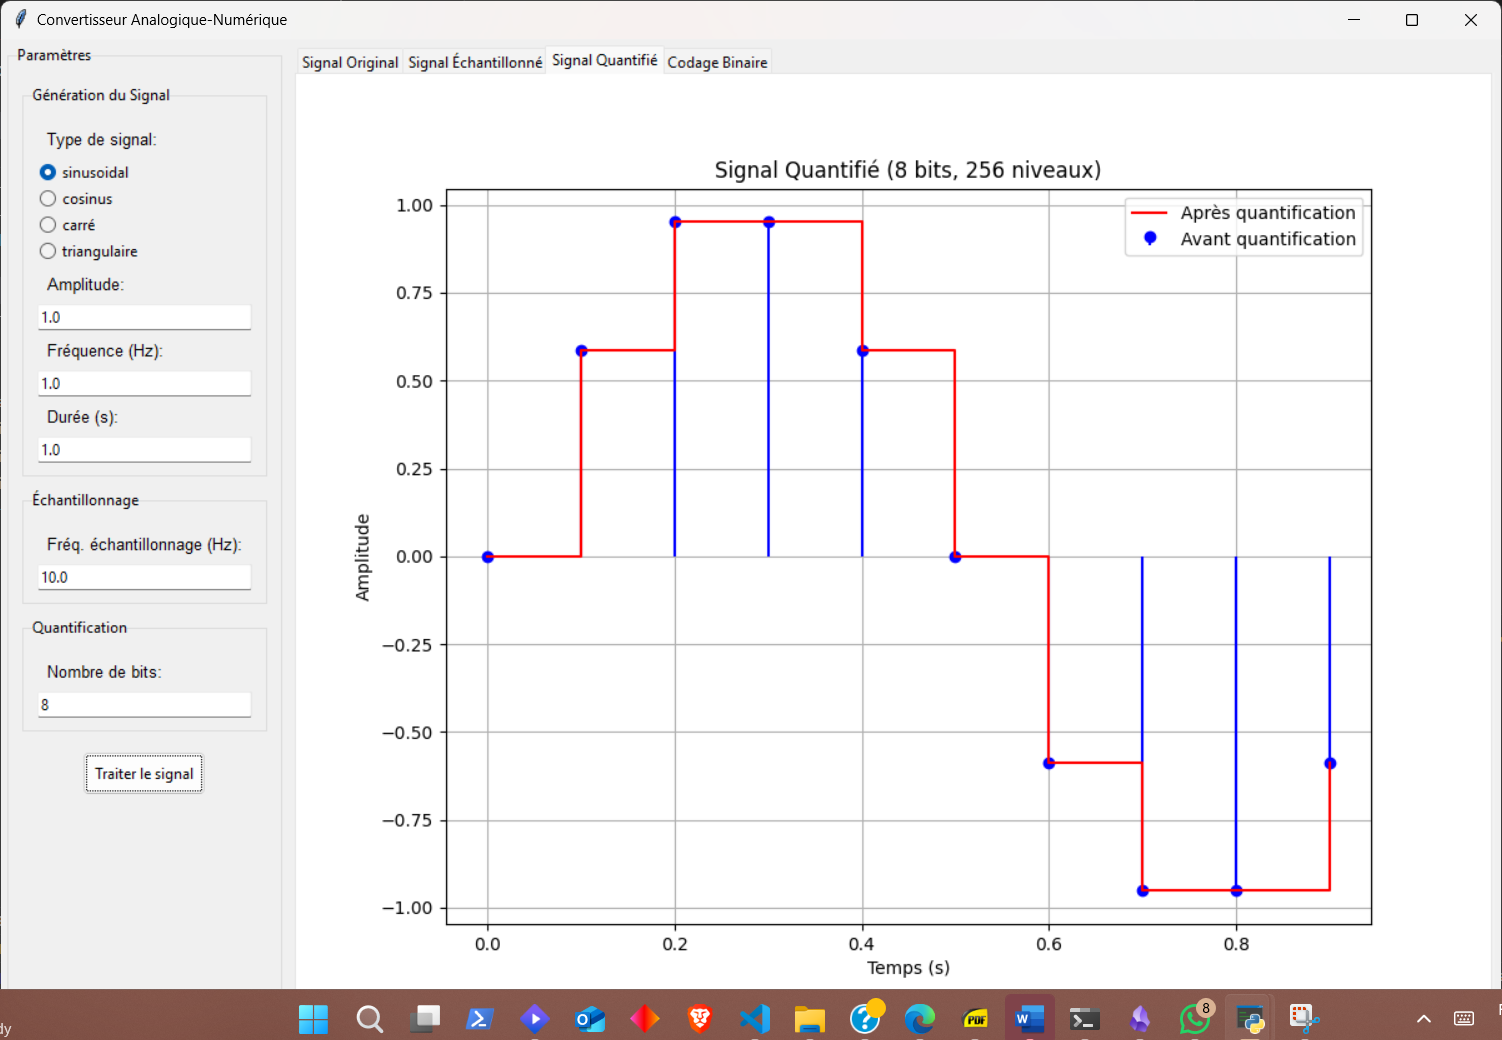 Convertisseur Analogique-Numérique
Paramètres
Génération du Signal
Type de signal:
sinusoidal
cosinus
carré
triangulaire
Amplitude:
1.0
Fréquence (Hz):
1.0
Durée (s):
1.0
Échantillonnage
Fréq. échantillonnage (Hz):
10.0
Quantification
Nombre de bits:
8
Traiter le signal
Signal Original
Signal Échantillonné
Signal Quantifié
Codage Binaire
Signal Quantifié (8 bits, 256 niveaux)
Après quantification
Avant quantification
1.00
0.75
0.50
0.25
0.00
−0.25
−0.50
−0.75
−1.00
Amplitude
0.0 0.2 0.4 0.6 0.8
Temps (s)
PDF
8